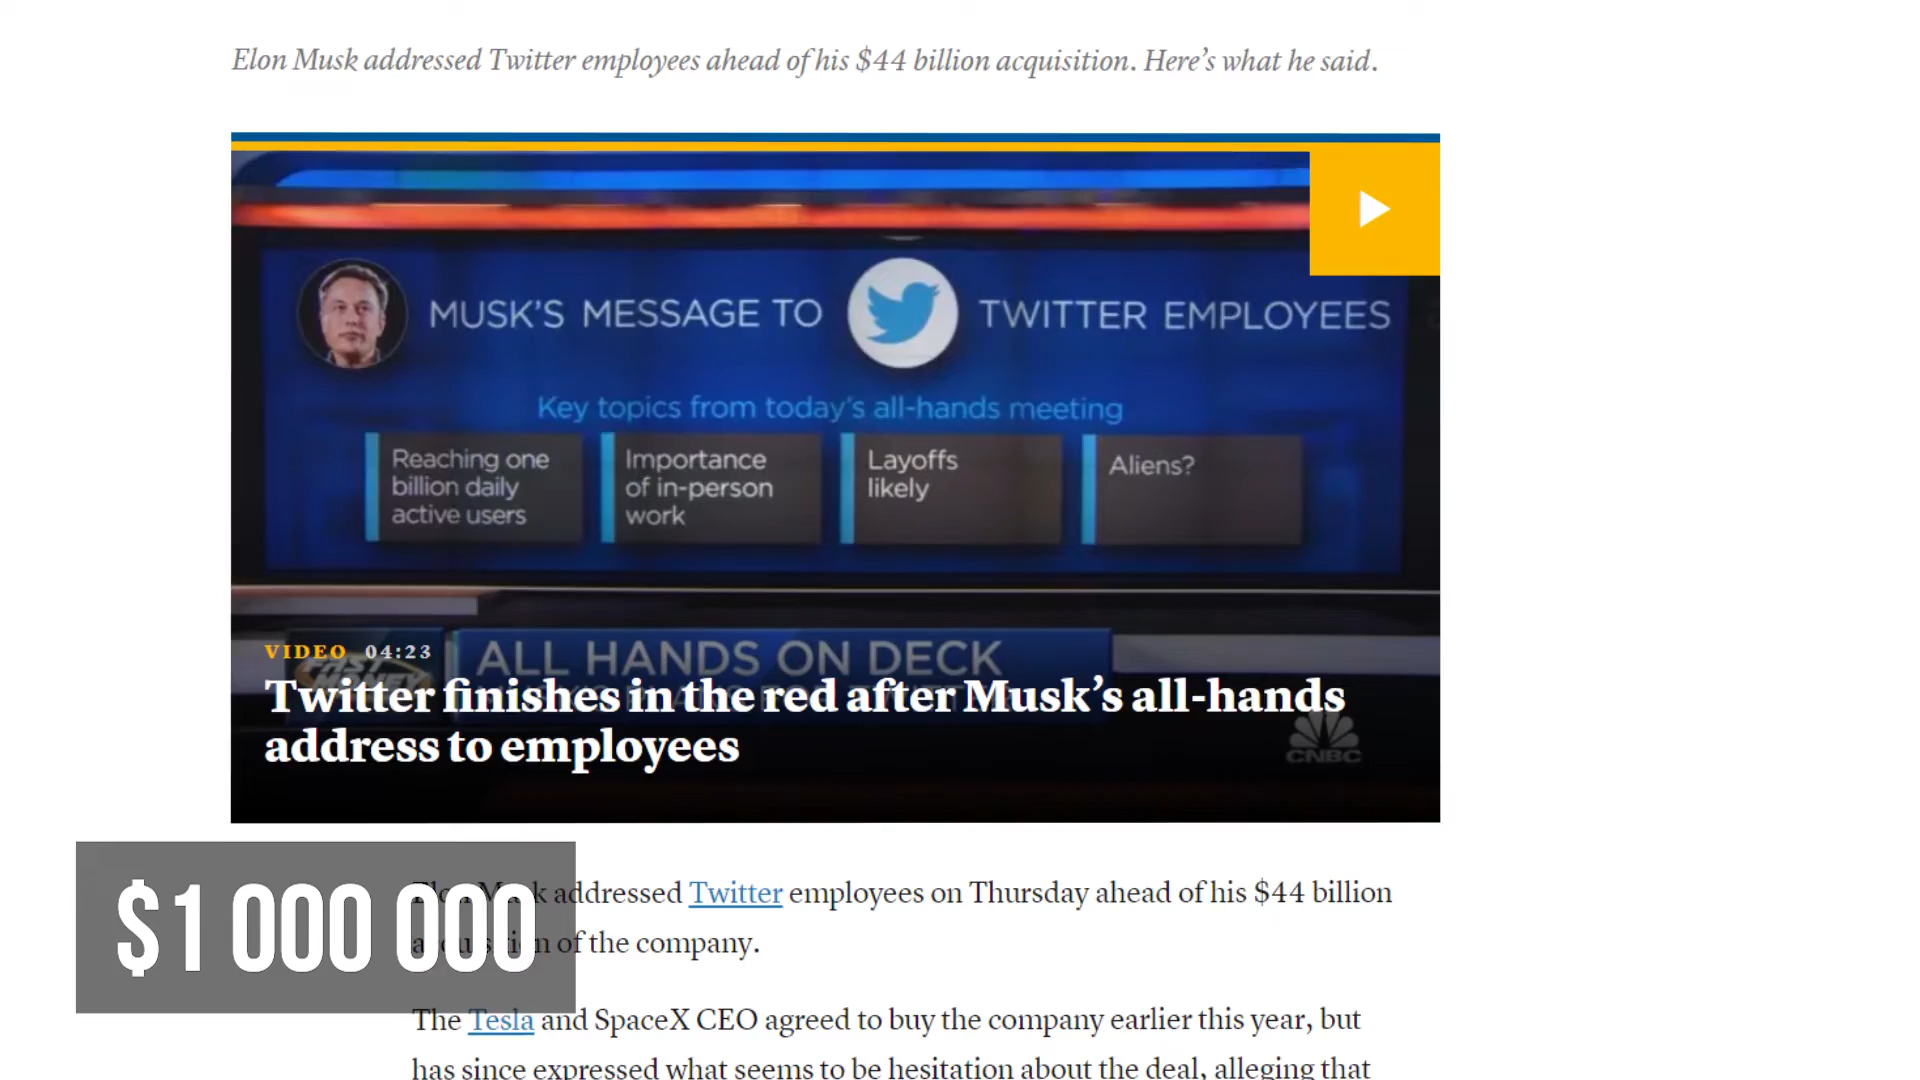 Elon Musk addressed Twitter employees ahead of his $44 billion acquisition. Here’s what he said.
MUSK'S MESSAGE TO TWITTER EMPLOYEES
Key topics from today's all-hands meeting
Reaching one
billion daily
active users
Importance
of in-person
work
Layoffs
likely
Aliens?
VIDEO 04:23
FAST
MONEY
ALL HANDS ON DECK
Twitter finishes in the red after Musk’s all-hands
address to employees
CNBC
$1 000 000
Elon Musk addressed Twitter employees on Thursday ahead of his $44 billion
acquisition of the company.
The Tesla and SpaceX CEO agreed to buy the company earlier this year, but
has since expressed what seems to be hesitation about the deal, alleging that